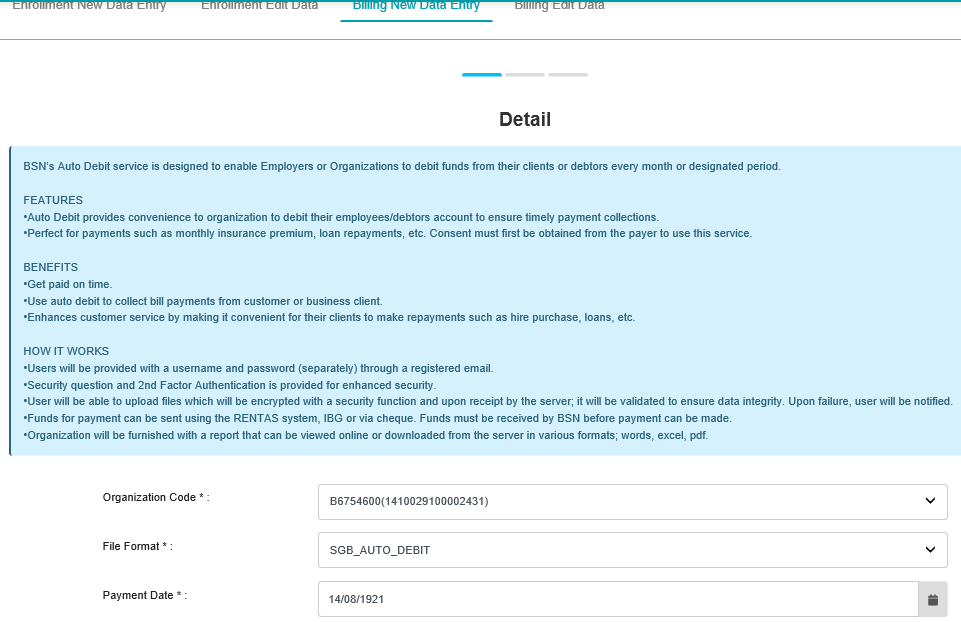 Enrollment New Data Entry Enrollment Edit Data Billing New Data Entry Billing Edit Data
Detail
BSN's Auto Debit service is designed to enable Employers or Organizations to debit funds from their clients or debtors every month or designated period.
FEATURES
•Auto Debit provides convenience to organization to debit their employees/debtors account to ensure timely payment collections.
•Perfect for payments such as monthly insurance premium, loan repayments, etc. Consent must first be obtained from the payer to use this service.
BENEFITS
•Get paid on time.
•Use auto debit to collect bill payments from customer or business client.
•Enhances customer service by making it convenient for their clients to make repayments such as hire purchase, loans, etc.
HOW IT WORKS
•Users will be provided with a username and password (separately) through a registered email.
•Security question and 2nd Factor Authentication is provided for enhanced security.
•User will be able to upload files which will be encrypted with a security function and upon receipt by the server; it will be validated to ensure data integrity. Upon failure, user will be notified.
•Funds for payment can be sent using the RENTAS system, IBG or via cheque. Funds must be received by BSN before payment can be made.
•Organization will be furnished with a report that can be viewed online or downloaded from the server in various formats; words, excel, pdf.
Organization Code * : B6754600(1410029100002431)
File Format * : SGB_AUTO_DEBIT
Payment Date * : 14/08/1921